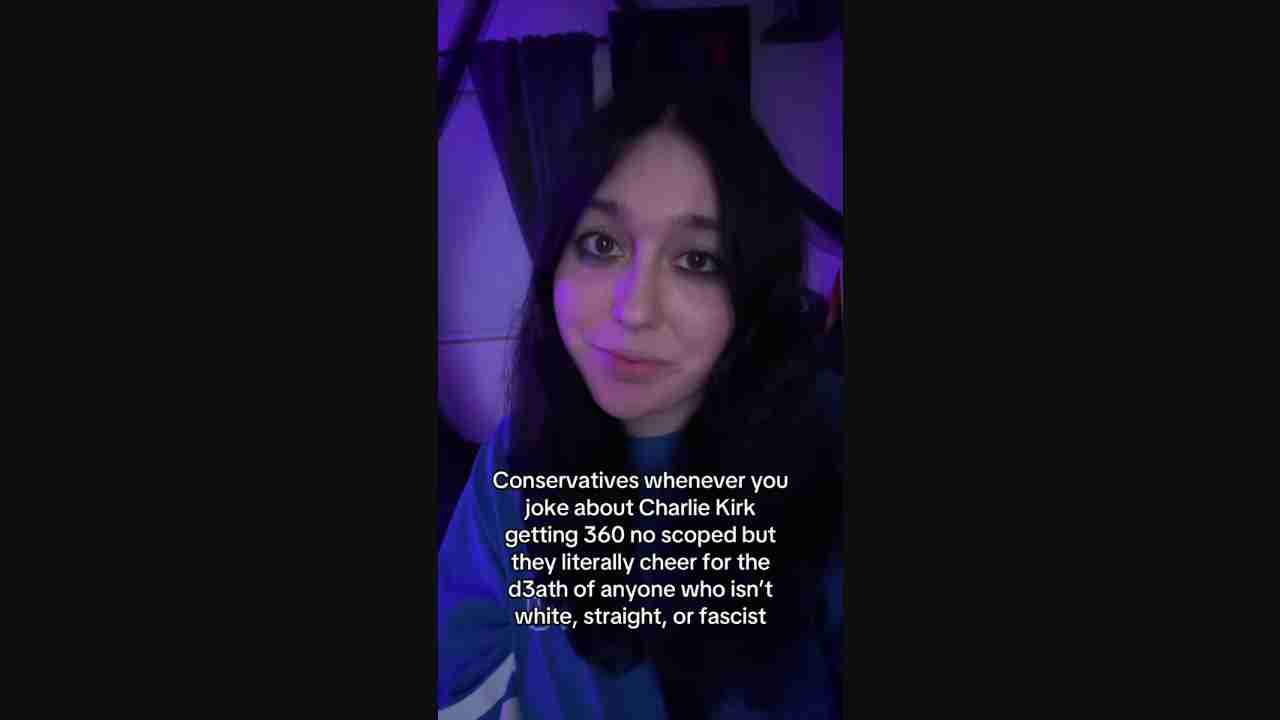 Conservatives whenever you
joke about Charlie Kirk
getting 360 no scoped but
they literally cheer for the
d3ath of anyone who isn't
white, straight, or fascist